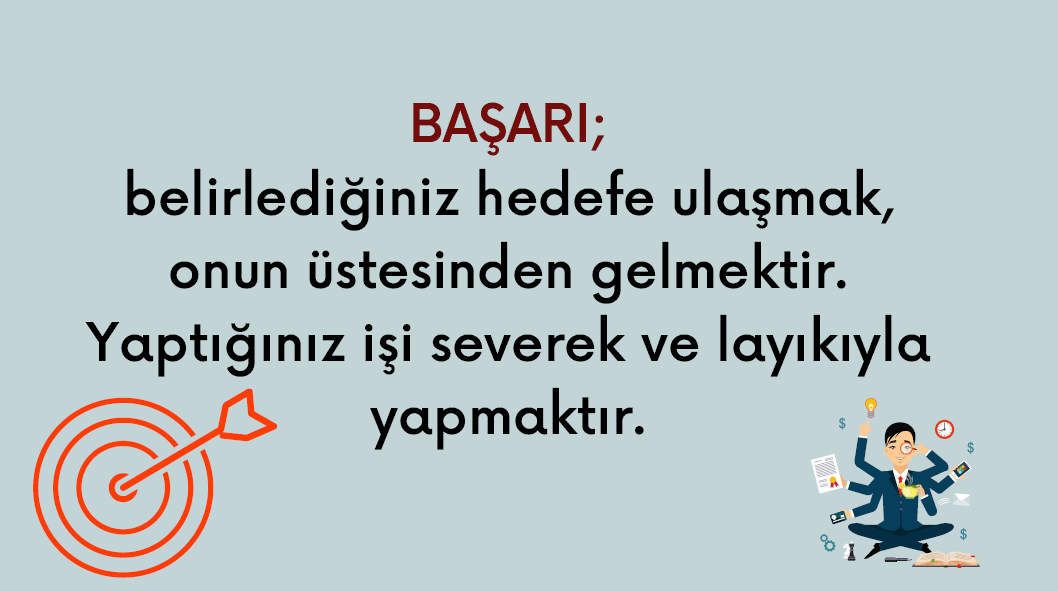 BAŞARI;
belirlediğiniz hedefe ulaşmak,
onun üstesinden gelmektir.
Yaptığınız işi severek ve layıkıyla
yapmaktır.